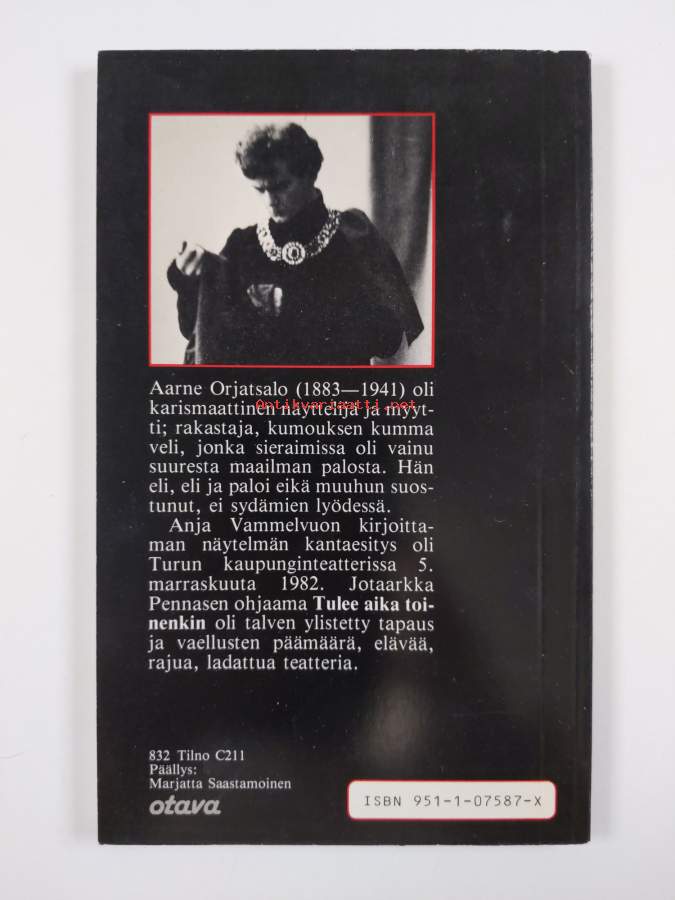 Aarne Orjatsalo (1883—1941) oli
karismaattinen näyttelijä ja myyt-
Antikvariaatti.net
ti; rakastaja, kumouksen kumma
veli, jonka sieraimissa oli vainu
suuresta maailman palosta. Hän
eli, eli ja paloi eikä muuhun suos-
tunut, ei sydämien lyödessä.
Anja Vammelvuon kirjoitta-
man näytelmän kantaesitys oli
Turun kaupunginteatterissa 5.
marraskuuta 1982. Jotaarkka
Pennasen ohjaama Tulee aika toi-
nenkin oli talven ylistetty tapaus
ja vaellusten päämäärä, elävää,
rajua, ladattua teatteria.
832 Tilno C211
Päällys:
Marjatta Saastamoinen
otava
ISBN 951-1-07587-X